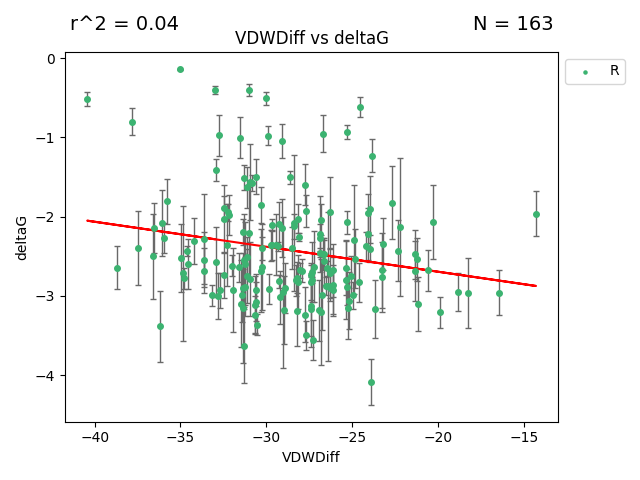 r^2 = 0.04
N = 163
VDWDiff vs deltaG
R
0
−1
−2
−3
−4
deltaG
−40 −35 −30 −25 −20 −15
VDWDiff